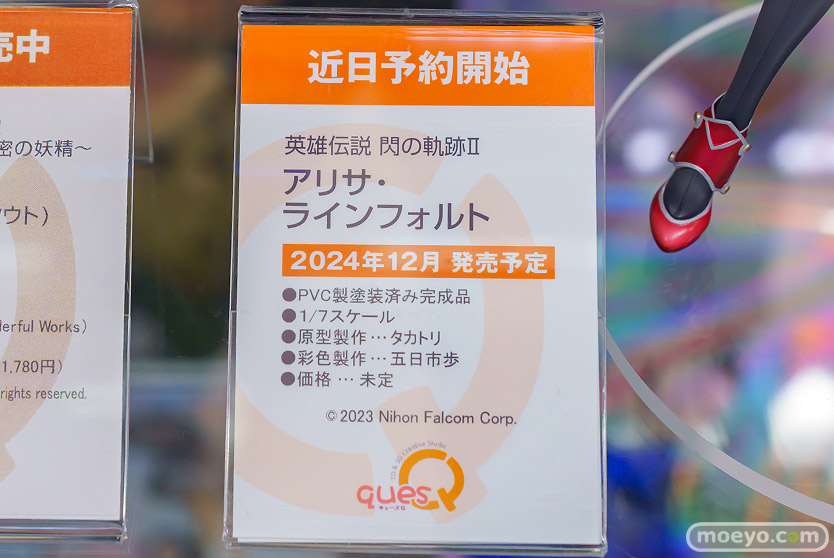 売中
密の妖精～
ウト）
derful Works）
1,780円）
rights reserved.
近日予約開始
英雄伝説 閃の軌跡Ⅱ
アリサ・
ラインフォルト
2024年12月 発売予定
●PVC製塗装済み完成品
●1/7スケール
●原型製作…タカトリ
●彩色製作…五日市歩
●価格 … 未定
©2023 Nihon Falcom Corp.
2D & 3D Creative Studio
quesQ
キューズQ
moeyo.com